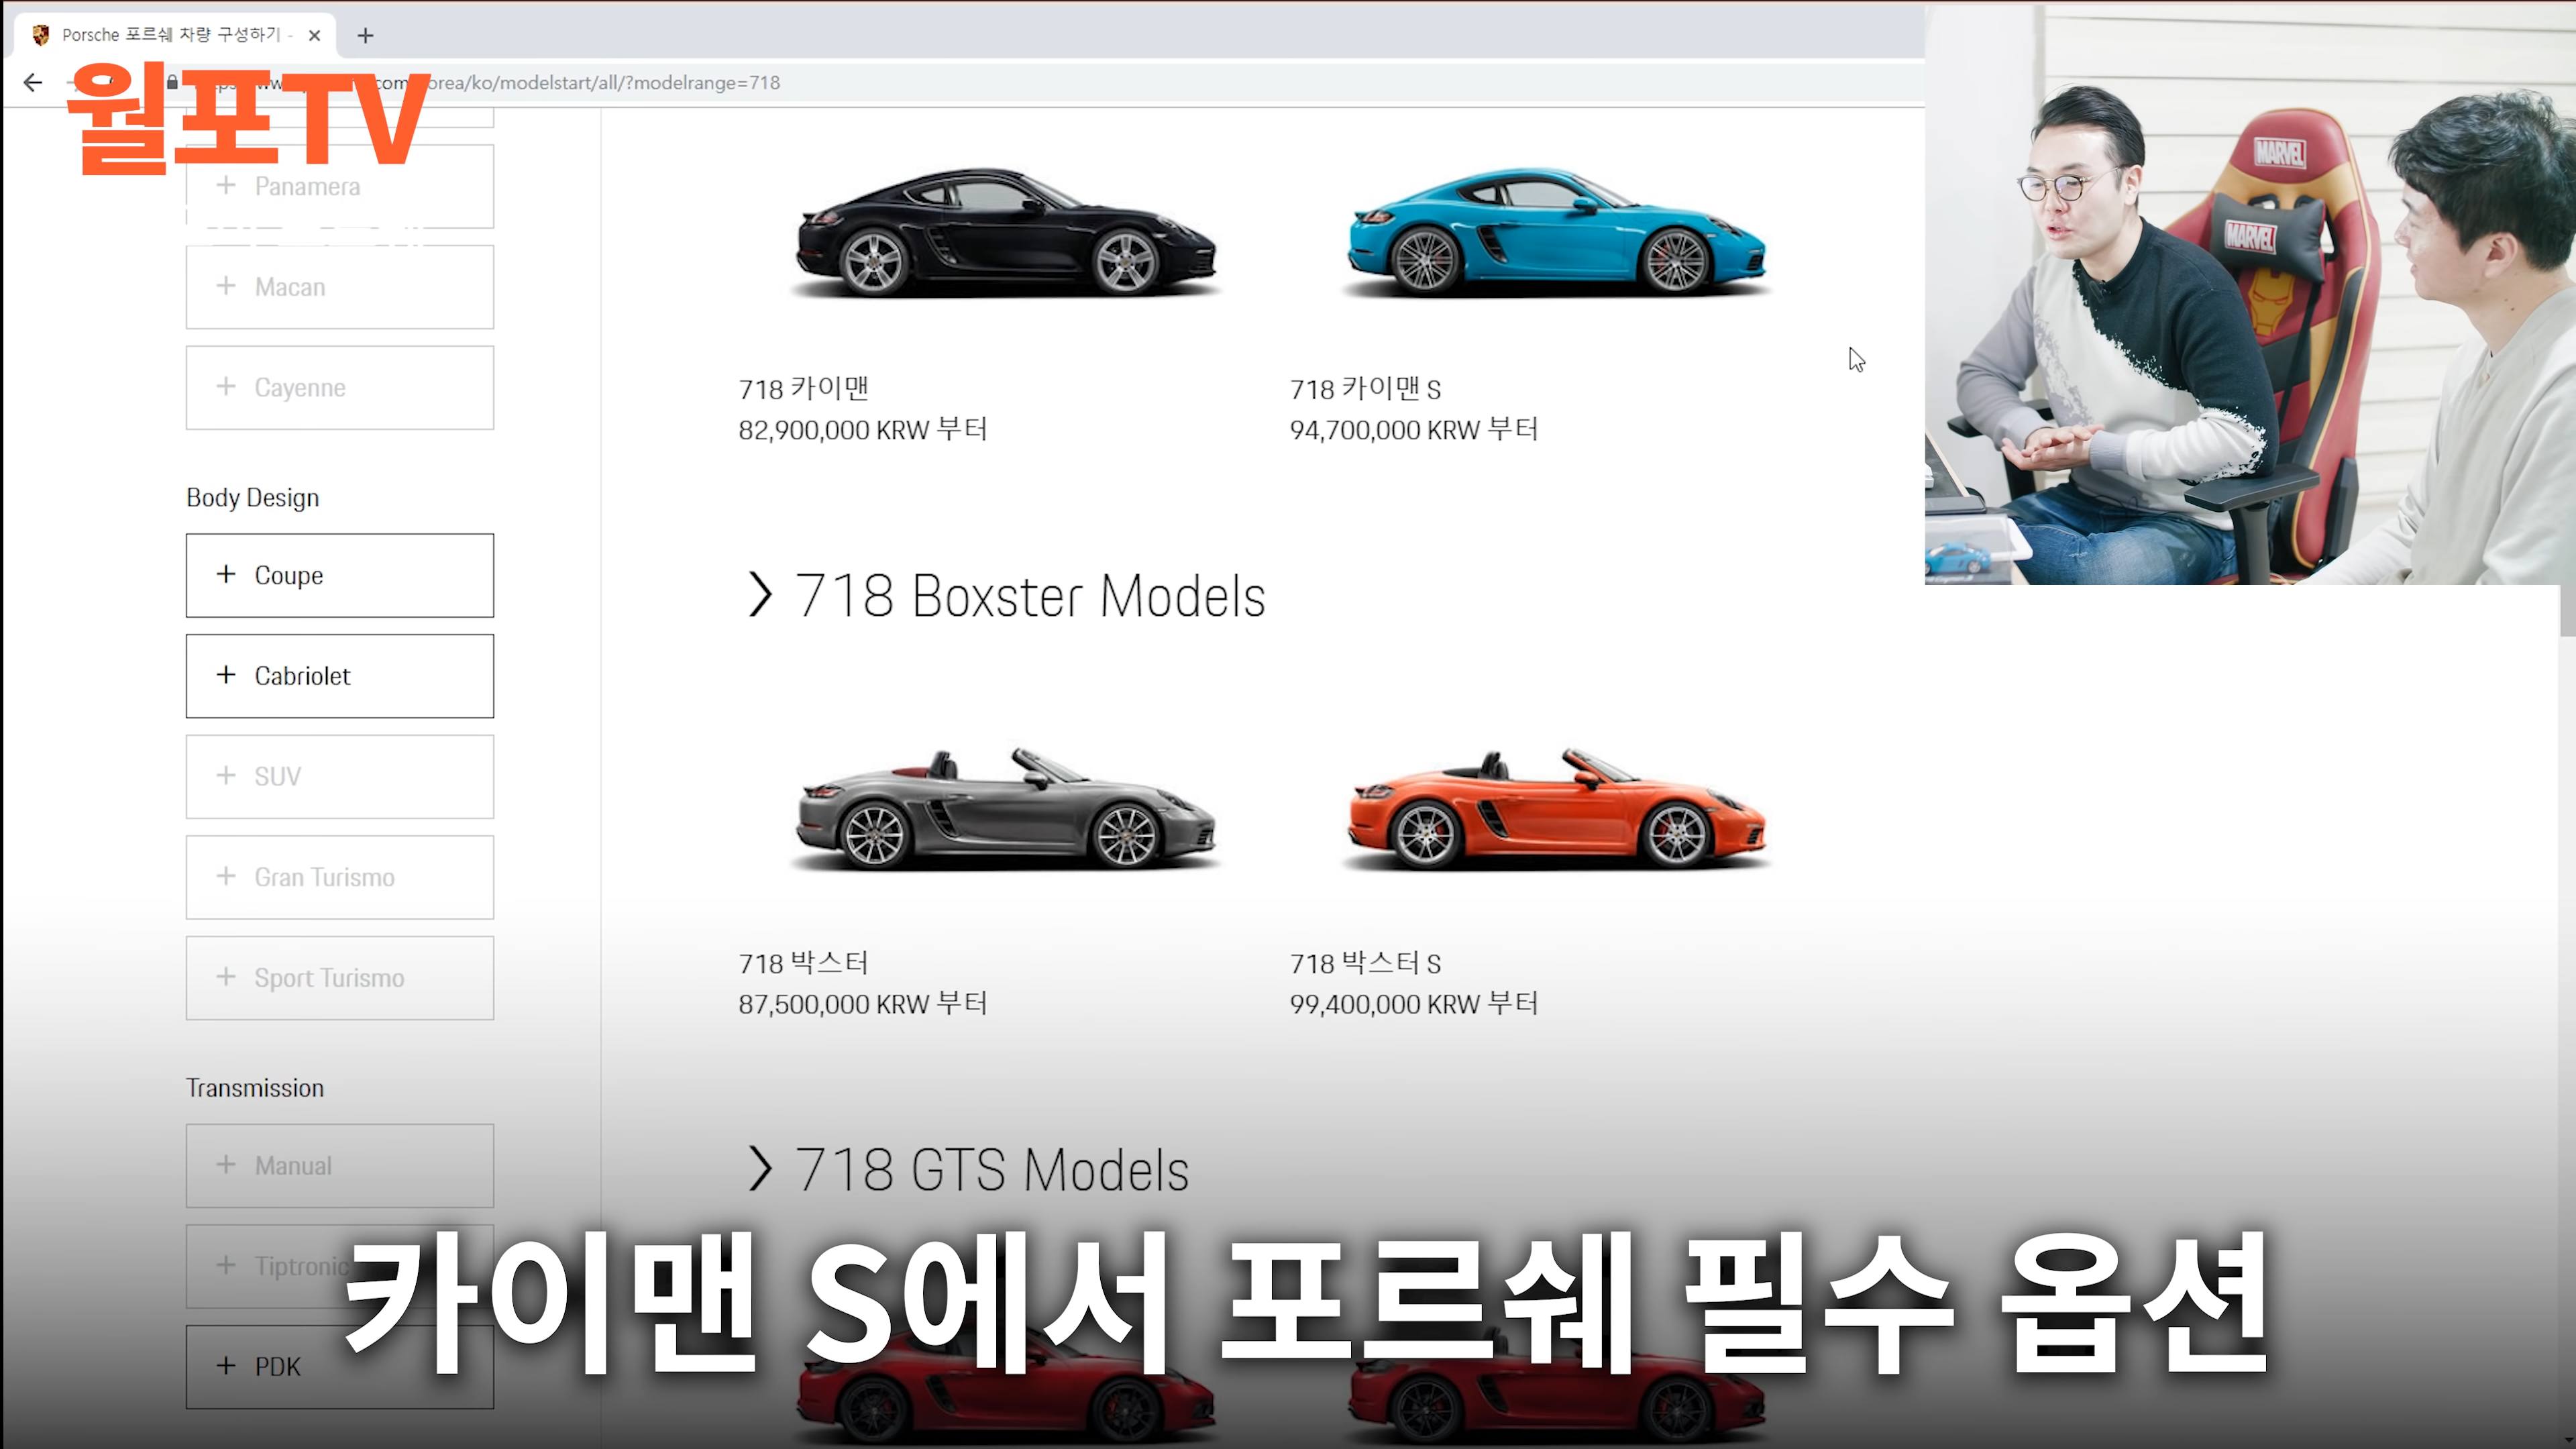 Porsche 포르쉐 차량 구성하기 -
월포TV
orea/ko/modelstart/all/?modelrange=718
+ Panamera
+ Macan
+ Cayenne
Body Design
+ Coupe
+ Cabriolet
+ SUV
+ Gran Turismo
+ Sport Turismo
Transmission
+ Manual
+ Tiptronic
+ PDK
718 카이맨
82,900,000 KRW 부터
718 카이맨 S
94,700,000 KRW 부터
718 Boxster Models
718 박스터
87,500,000 KRW 부터
718 박스터 S
99,400,000 KRW 부터
718 GTS Models
MARVEL
MARVEL
카이맨 S에서 포르쉐 필수 옵션